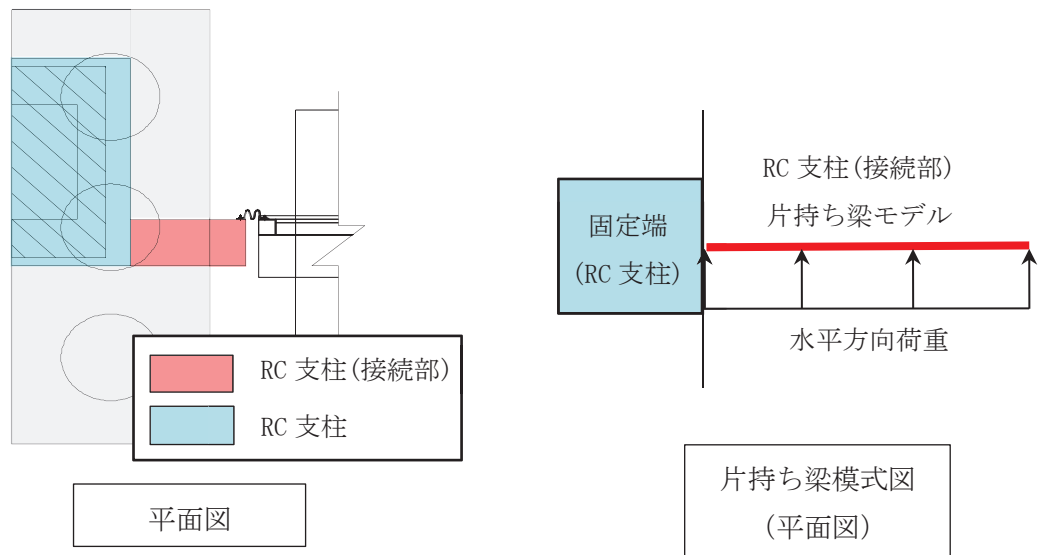 RC 支柱(接続部)
RC 支柱
平面図
RC 支柱(接続部)
片持ち梁モデル
固定端
(RC 支柱)
水平方向荷重
片持ち梁模式図
(平面図)